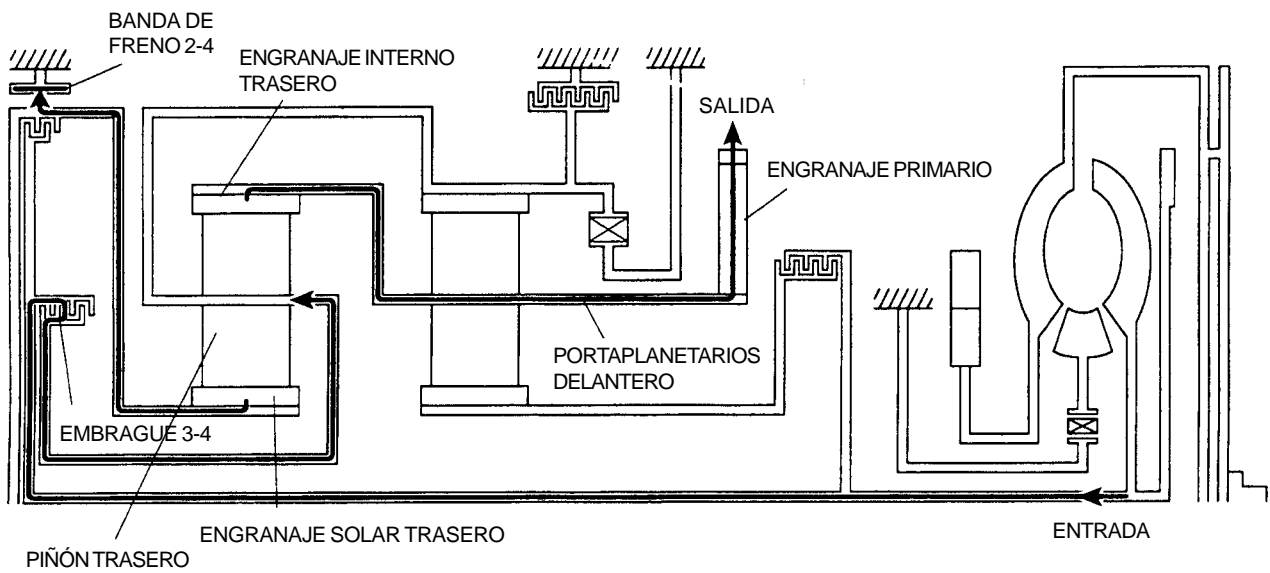 BANDA DE
FRENO 2-4
ENGRANAJE INTERNO
TRASERO
SALIDA
ENGRANAJE PRIMARIO
PORTAPLANETARIOS
DELANTERO
EMBRAGUE 3-4
ENGRANAJE SOLAR TRASERO
ENTRADA
PIÑÓN TRASERO